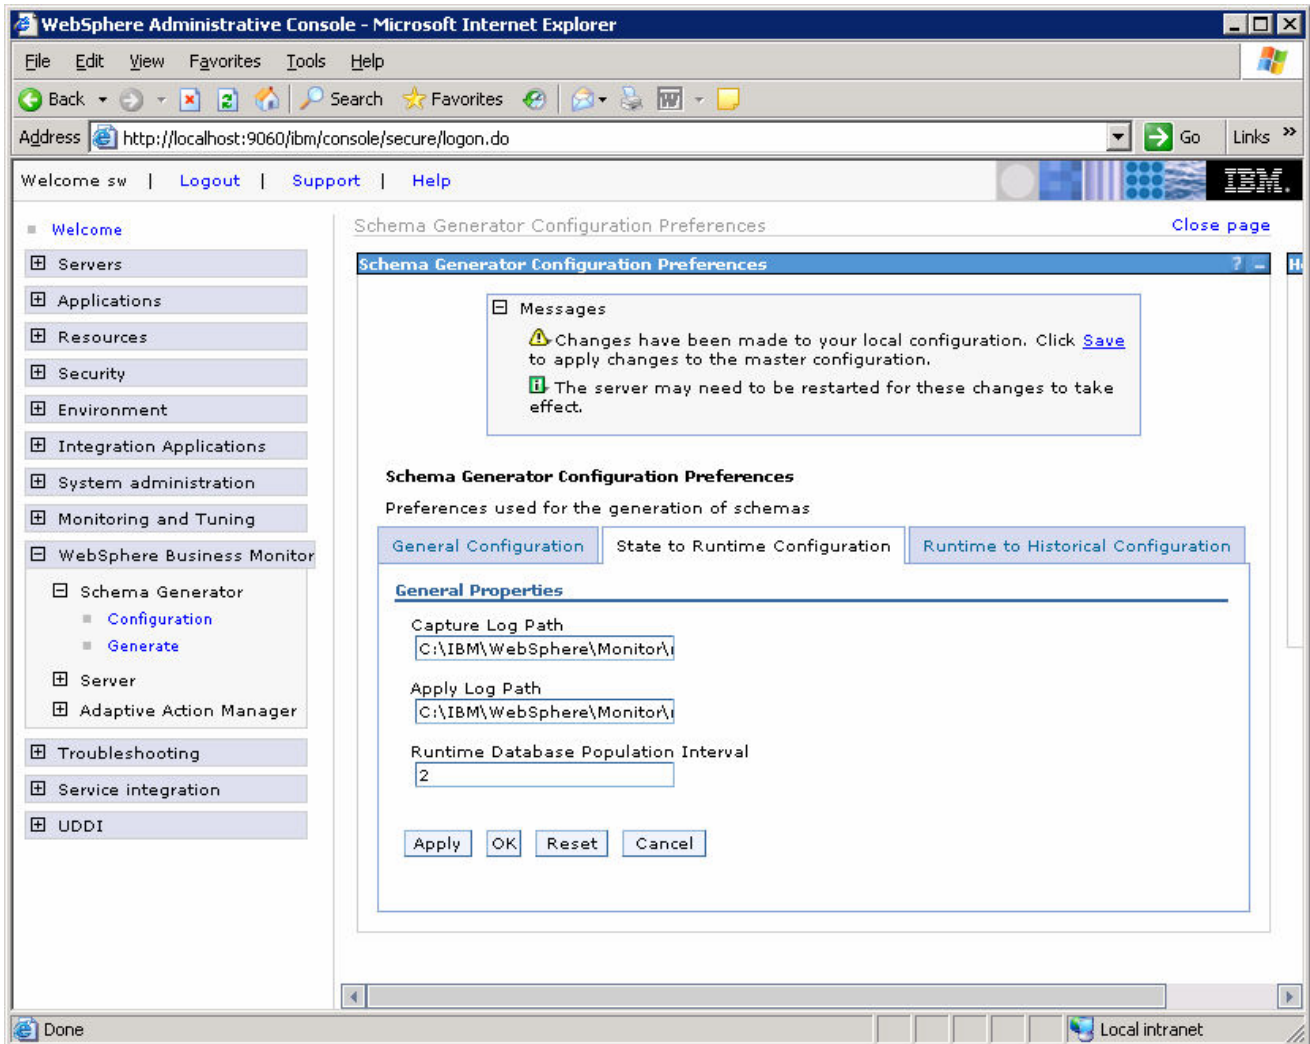 WebSphere Administrative Console - Microsoft Internet Explorer
File Edit View Favorites Tools Help
Back Search Favorites
Address http://localhost:9060/ibm/console/secure/logon.do Go Links »
Welcome sw | Logout | Support | Help IBM.
Welcome
Servers
Applications
Resources
Security
Environment
Integration Applications
System administration
Monitoring and Tuning
WebSphere Business Monitor
Schema Generator
Configuration
Generate
Server
Adaptive Action Manager
Troubleshooting
Service integration
UDDI
Schema Generator Configuration Preferences Close page
Schema Generator Configuration Preferences ? –
Messages
Changes have been made to your local configuration. Click Save
to apply changes to the master configuration.
The server may need to be restarted for these changes to take
effect.
Schema Generator Configuration Preferences
Preferences used for the generation of schemas
General Configuration State to Runtime Configuration Runtime to Historical Configuration
General Properties
Capture Log Path
C:\IBM\WebSphere\Monitor\
Apply Log Path
C:\IBM\WebSphere\Monitor\
Runtime Database Population Interval
2
Apply OK Reset Cancel
Done Local intranet